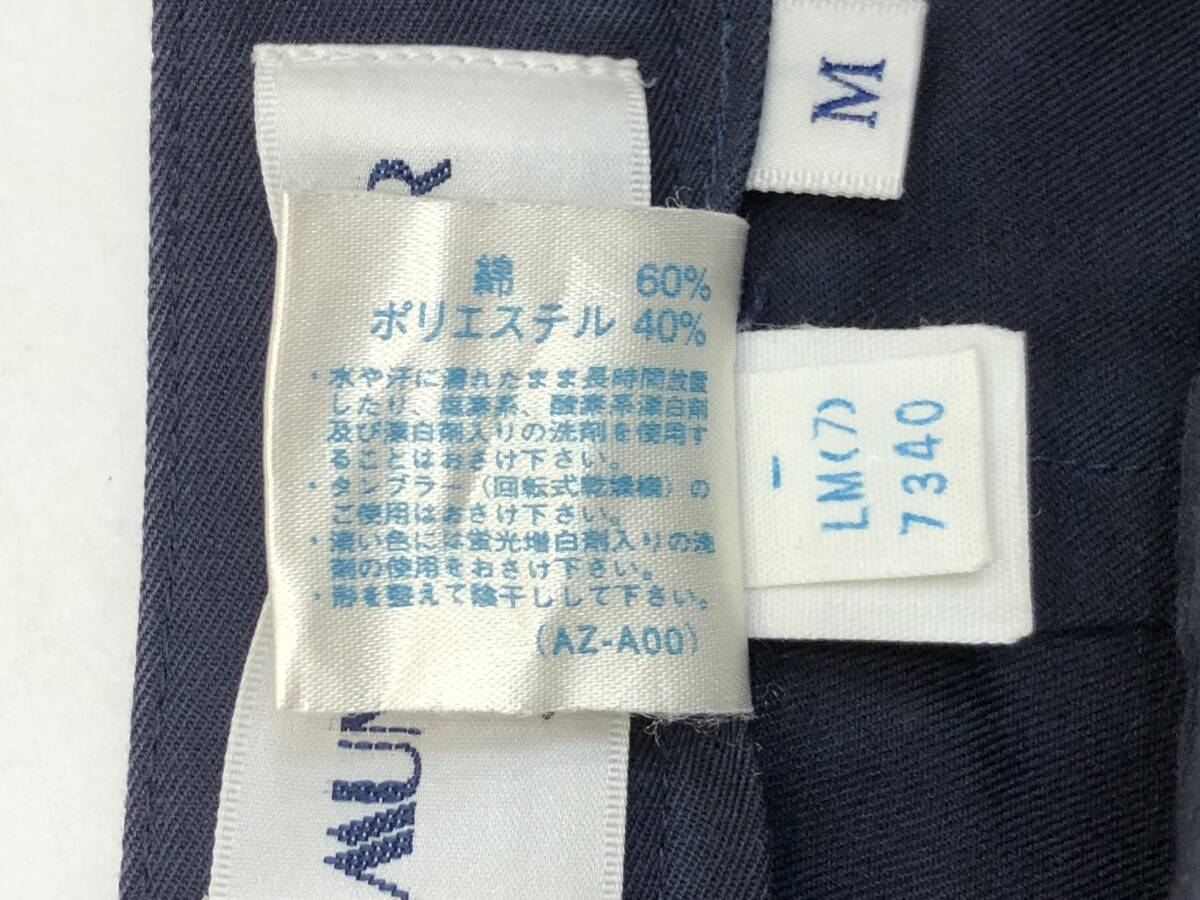 M
綿 60%
ポリエステル 40%
・水や汗に濡れたまま長時間放置
したり、塩素系、酸素系漂白剤
及び漂白剤入りの洗剤を使用す
ることはおさけ下さい。
・タンブラー(回転式乾燥機)の
ご使用はおさけ下さい。
・濃い色には蛍光増白剤入りの洗
剤の使用をおさけ下さい。
・形を整えて陰干しして下さい。
(AZ-A00)
-
LM(7)
7340